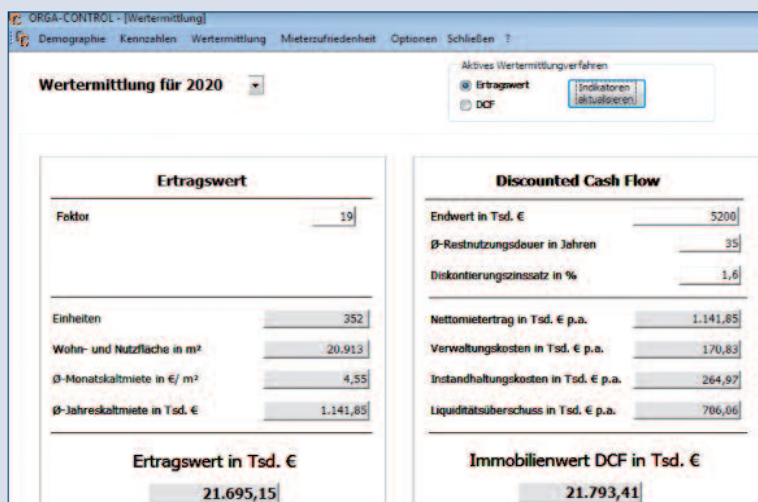 ORGA-CONTROL - [Wertermittlung]
Demographie Kennzahlen Wertermittlung Mieterzufriedenheit Optionen Schließen ?
Wertermittlung für 2020
Aktives Wertermittlungverfahren
Ertragswert
DCF
Indikatoren
aktualisieren
Ertragswert
Faktor 19
Einheiten 352
Wohn- und Nutzfläche in m² 20.913
Ø-Monatskaltmiete in €/ m² 4,55
Ø-Jahreskaltmiete in Tsd. € 1.141,85
Ertragswert in Tsd. €
21.695,15
Discounted Cash Flow
Endwert in Tsd. € 5200
Ø-Restnutzungsdauer in Jahren 35
Diskontierungszinssatz in % 1,6
Nettomietertrag in Tsd. € p.a. 1.141,85
Verwaltungskosten in Tsd. € p.a. 170,83
Instandhaltungskosten in Tsd. € p.a. 264,97
Liquiditätsüberschuss in Tsd. € p.a. 706,06
Immobilienwert DCF in Tsd. €
21.793,41